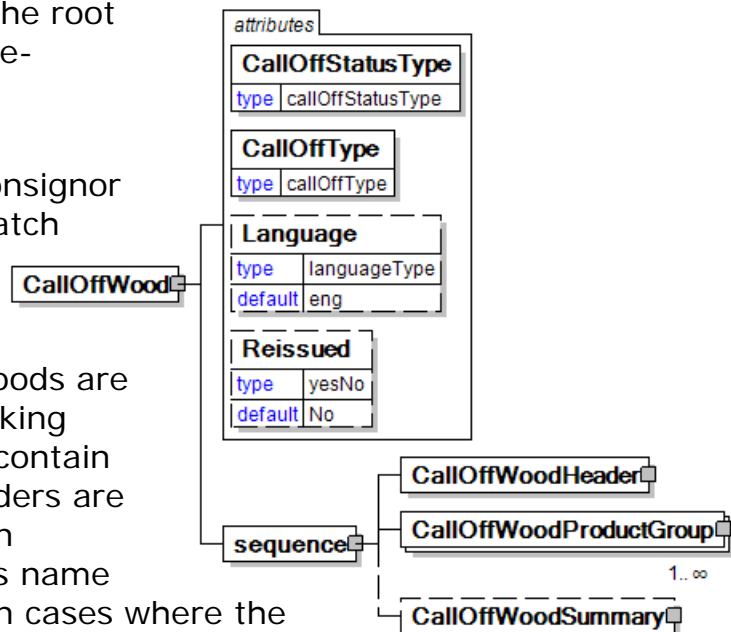 he root
e-
onsignor
atch
oods are
king
contain
ders are
n
s name
n cases where the
CallOffWood
attributes
CallOffStatusType
type callOffStatusType
CallOffType
type callOffType
Language
type languageType
default eng
Reissued
type yesNo
default No
sequence
CallOffWoodHeader
CallOffWoodProductGroup
1.. ∞
CallOffWoodSummary